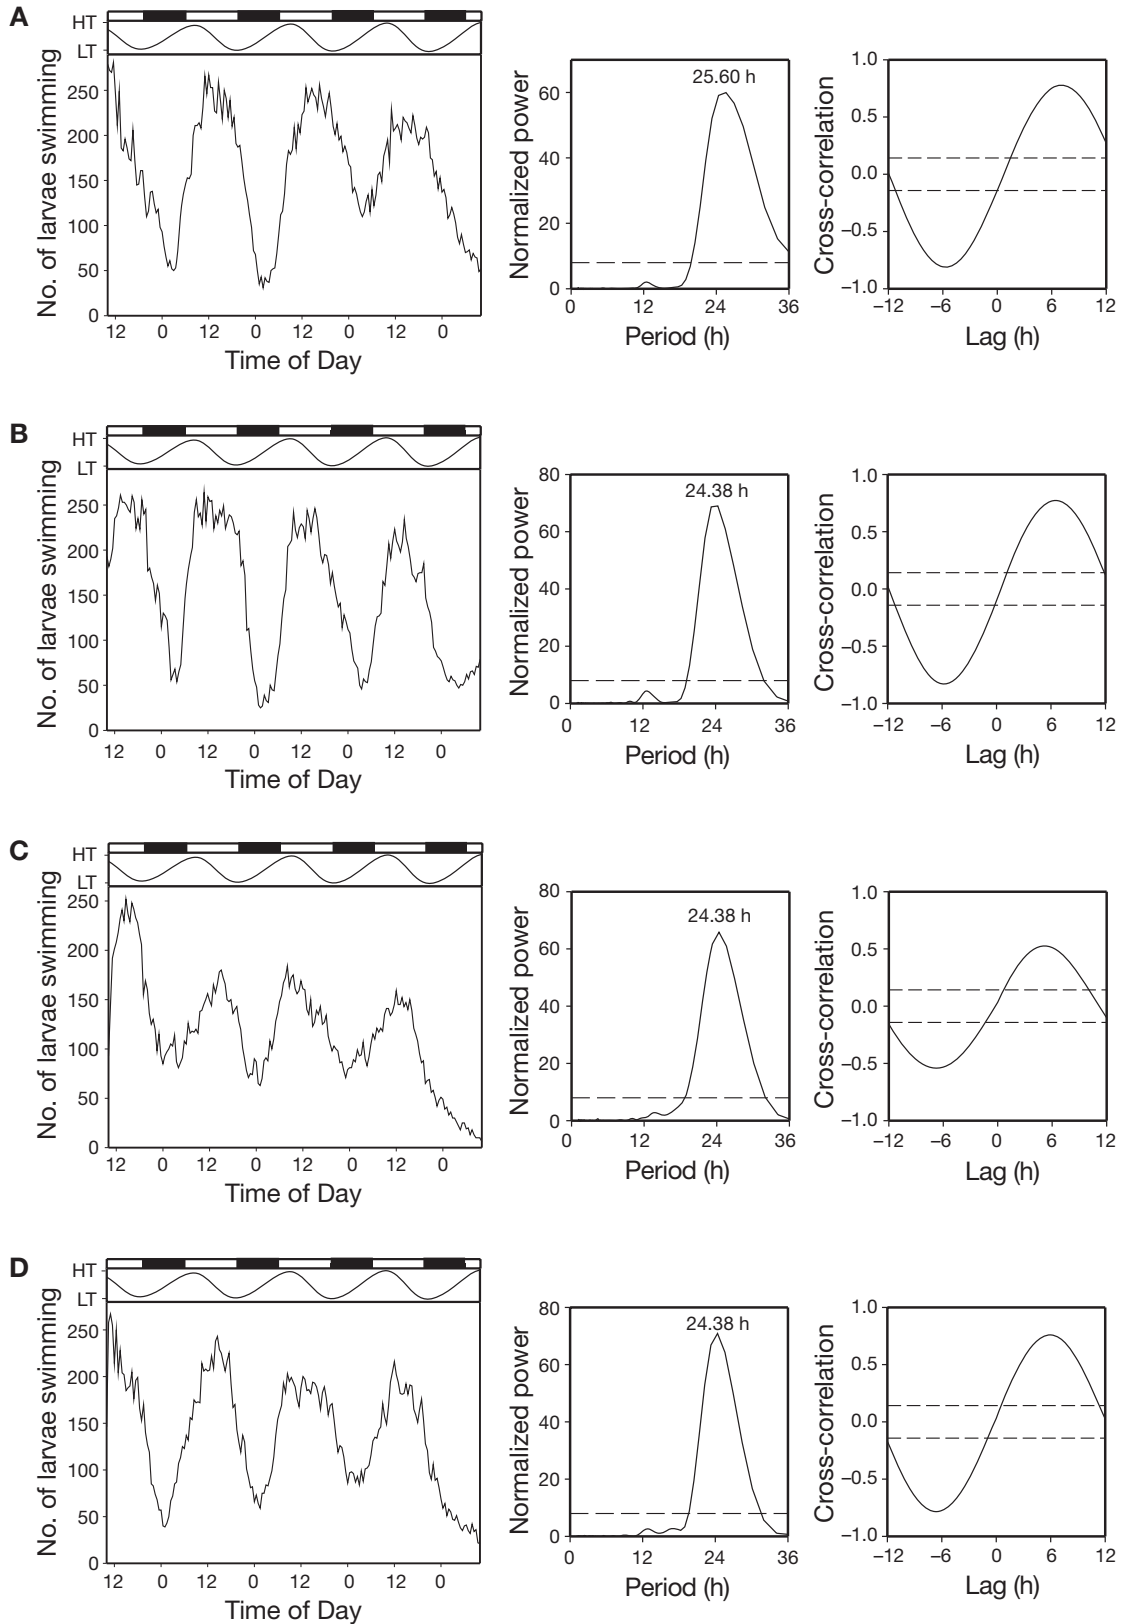 A
HT
LT
No. of larvae swimming
250
200
150
100
50
0
12 0 12 0 12 0 12 0
Time of Day
25.60 h
Normalized power
60
40
20
0
0 12 24 36
Period (h)
Cross-correlation
1.0
0.5
0.0
−0.5
−1.0
−12 −6 0 6 12
Lag (h)
B
HT
LT
No. of larvae swimming
250
200
150
100
50
0
12 0 12 0 12 0 12 0
Time of Day
24.38 h
Normalized power
80
60
40
20
0
0 12 24 36
Period (h)
Cross-correlation
1.0
0.5
0.0
−0.5
−1.0
−12 −6 0 6 12
Lag (h)
C
HT
LT
No. of larvae swimming
250
200
150
100
50
0
12 0 12 0 12 0 12 0
Time of Day
24.38 h
Normalized power
80
60
40
20
0
0 12 24 36
Period (h)
Cross-correlation
1.0
0.5
0.0
−0.5
−1.0
−12 −6 0 6 12
Lag (h)
D
HT
LT
No. of larvae swimming
250
200
150
100
50
0
12 0 12 0 12 0 12 0
Time of Day
24.38 h
Normalized power
80
60
40
20
0
0 12 24 36
Period (h)
Cross-correlation
1.0
0.5
0.0
−0.5
−1.0
−12 −6 0 6 12
Lag (h)